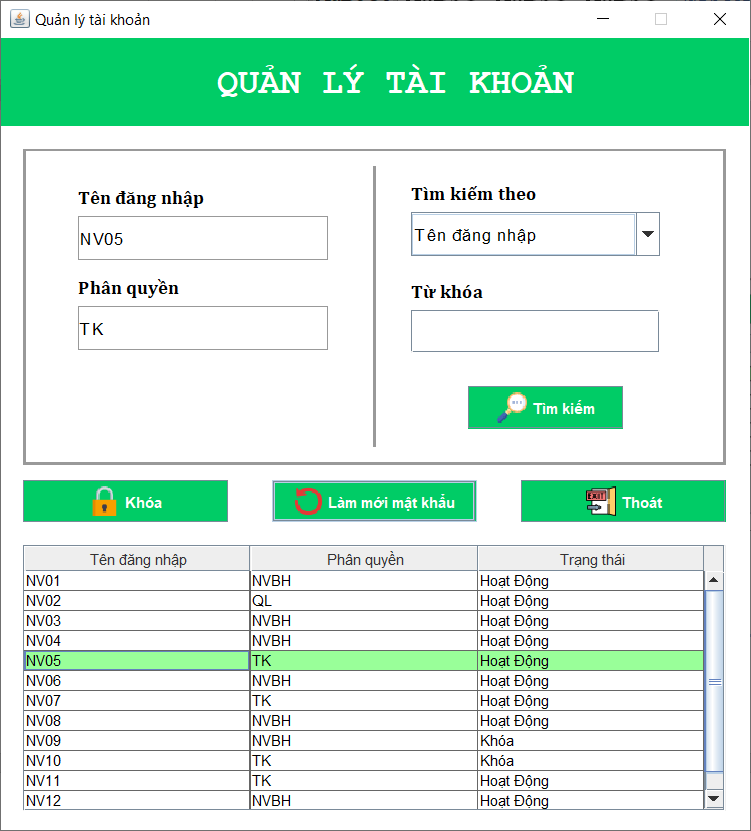 Quản lý tài khoản
QUẢN LÝ TÀI KHOẢN
Tên đăng nhập
NV05
Phân quyền
TK
Tìm kiếm theo
Tên đăng nhập
Từ khóa
Tìm kiếm
Khóa
Làm mới mật khẩu
EXIT
Thoát
Tên đăng nhập Phân quyền Trạng thái
NV01 NVBH Hoạt Động
NV02 QL Hoạt Động
NV03 NVBH Hoạt Động
NV04 NVBH Hoạt Động
NV05 TK Hoạt Động
NV06 NVBH Hoạt Động
NV07 TK Hoạt Động
NV08 NVBH Hoạt Động
NV09 NVBH Khóa
NV10 TK Khóa
NV11 TK Hoạt Động
NV12 NVBH Hoạt Động